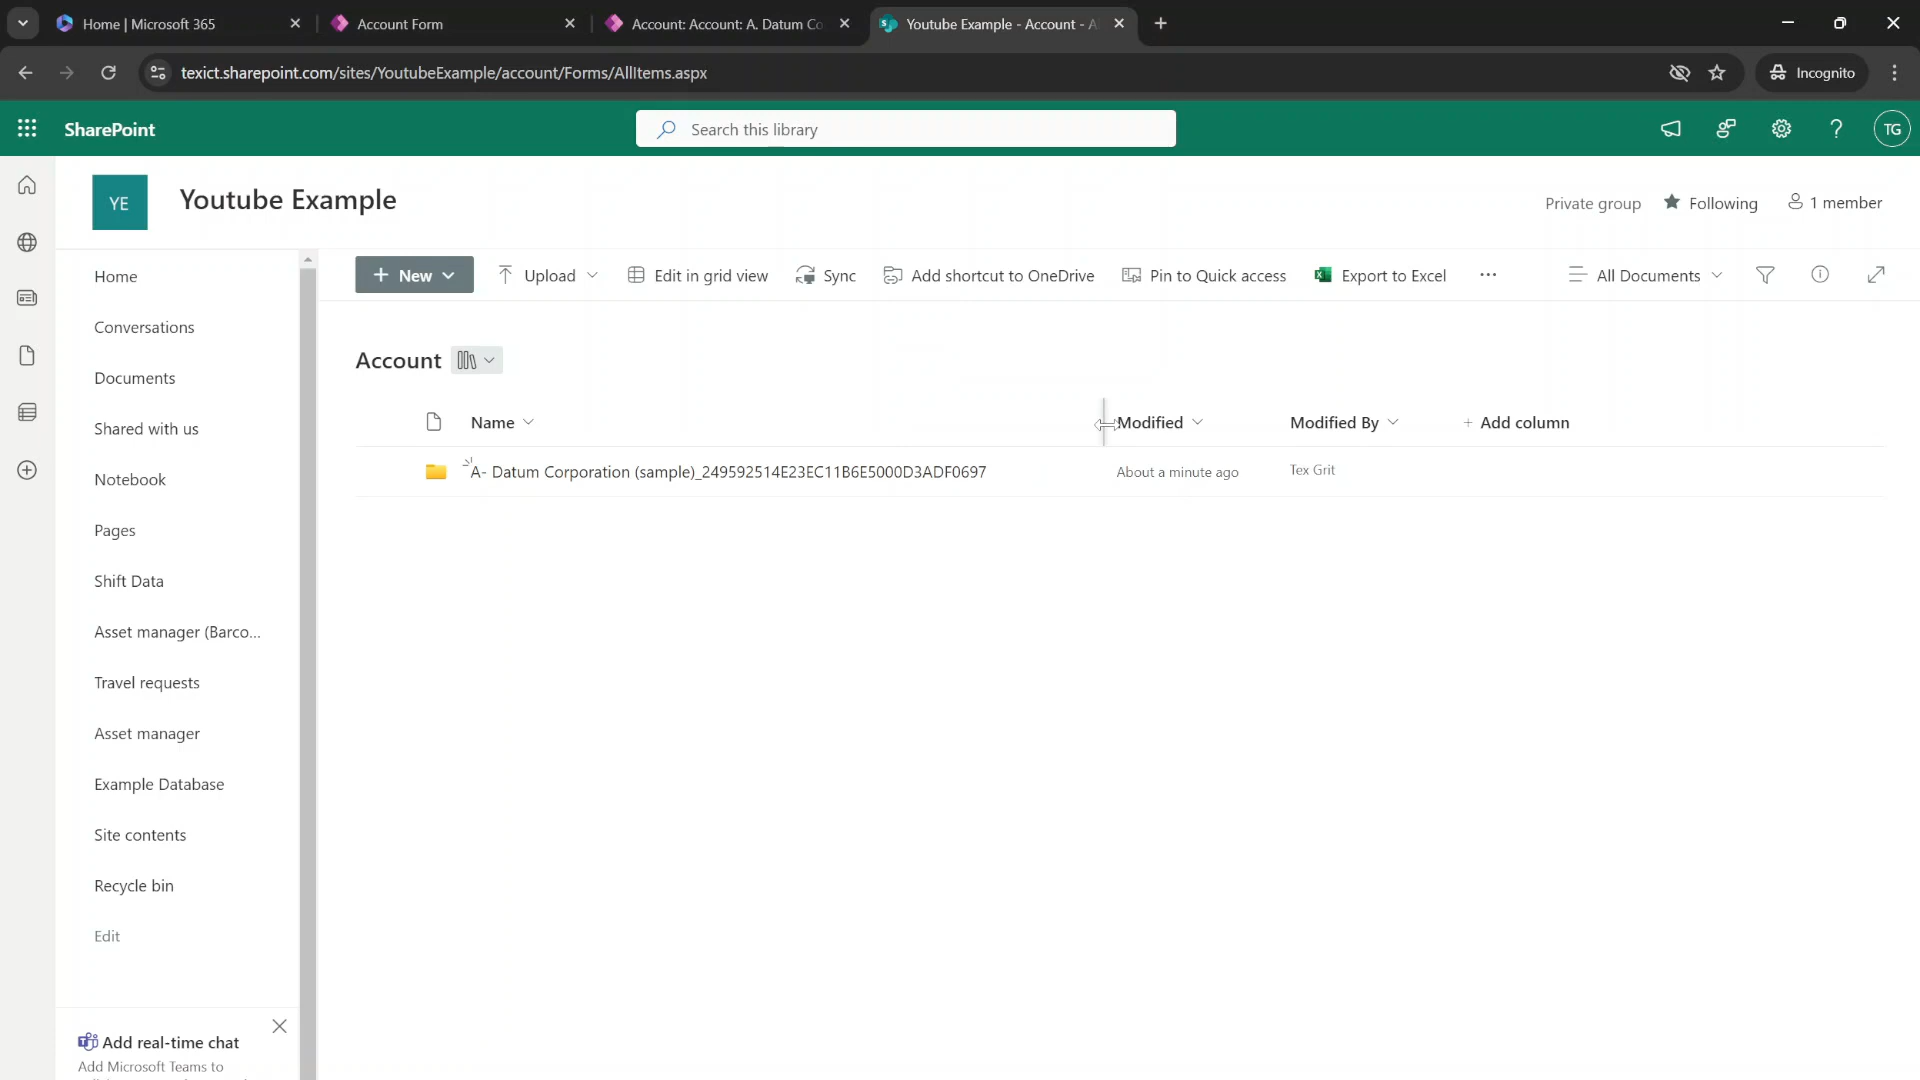 Home | Microsoft 365
Account Form
Account: Account: A. Datum Co
Youtube Example - Account - A
texict.sharepoint.com/sites/YoutubeExample/account/Forms/AllItems.aspx
Incognito
SharePoint
Search this library
TG
YE
Youtube Example
Private group
Following
1 member
Home
Conversations
Documents
Shared with us
Notebook
Pages
Shift Data
Asset manager (Barco...
Travel requests
Asset manager
Example Database
Site contents
Recycle bin
Edit
Add real-time chat
Add Microsoft Teams to
New
Upload
Edit in grid view
Sync
Add shortcut to OneDrive
Pin to Quick access
Export to Excel
All Documents
Account
Name
Modified
Modified By
+ Add column
A- Datum Corporation (sample)_249592514E23EC11B6E5000D3ADF0697
About a minute ago
Tex Grit